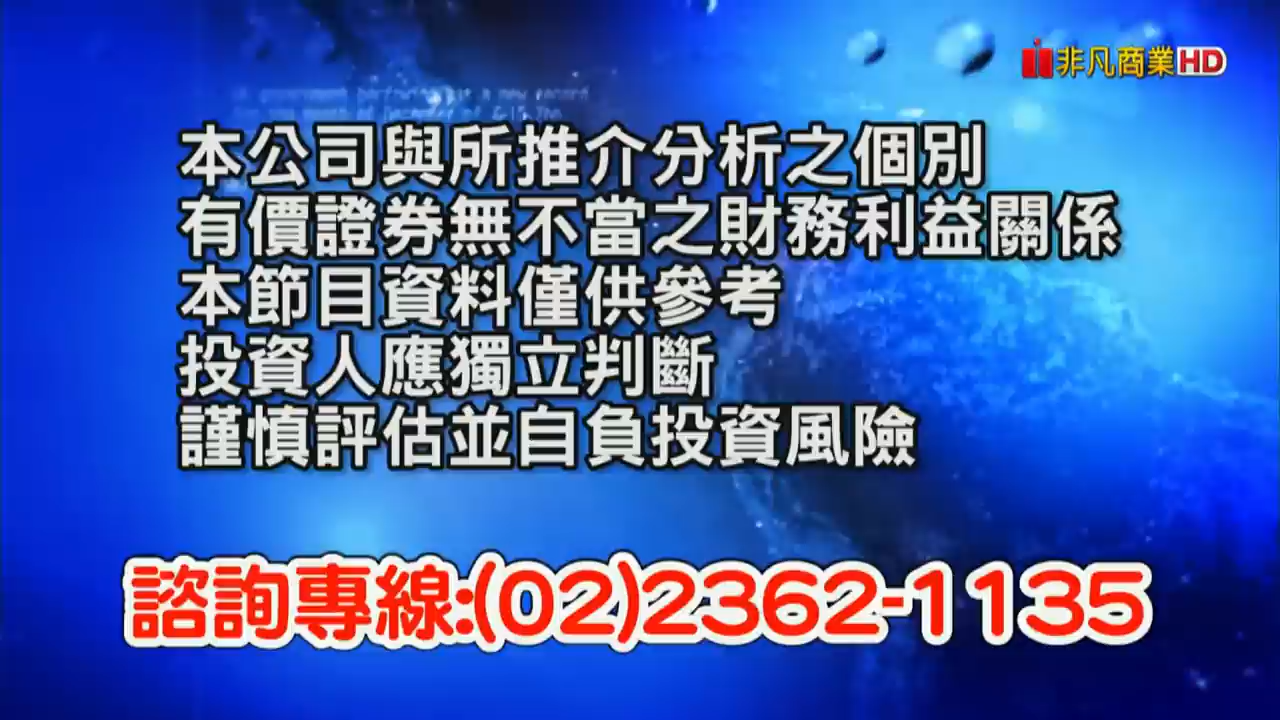 非凡商業HD
本公司與所推介分析之個別
有價證券無不當之財務利益關係
本節目資料僅供參考
投資人應獨立判斷
謹慎評估並自負投資風險
諮詢專線:(02)2362-1135